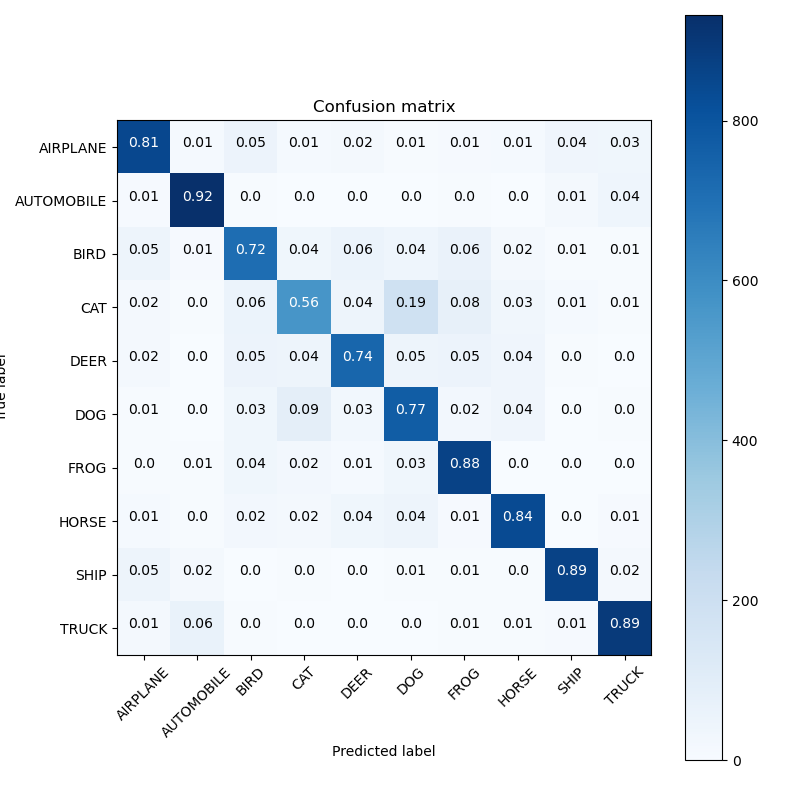 Confusion matrix
AIRPLANE 0.81 0.01 0.05 0.01 0.02 0.01 0.01 0.01 0.04 0.03
AUTOMOBILE 0.01 0.92 0.0 0.0 0.0 0.0 0.0 0.0 0.01 0.04
BIRD 0.05 0.01 0.72 0.04 0.06 0.04 0.06 0.02 0.01 0.01
CAT 0.02 0.0 0.06 0.56 0.04 0.19 0.08 0.03 0.01 0.01
DEER 0.02 0.0 0.05 0.04 0.74 0.05 0.05 0.04 0.0 0.0
DOG 0.01 0.0 0.03 0.09 0.03 0.77 0.02 0.04 0.0 0.0
FROG 0.0 0.01 0.04 0.02 0.01 0.03 0.88 0.0 0.0 0.0
HORSE 0.01 0.0 0.02 0.02 0.04 0.04 0.01 0.84 0.0 0.01
SHIP 0.05 0.02 0.0 0.0 0.0 0.01 0.01 0.0 0.89 0.02
TRUCK 0.01 0.06 0.0 0.0 0.0 0.0 0.01 0.01 0.01 0.89
AIRPLANE AUTOMOBILE BIRD CAT DEER DOG FROG HORSE SHIP TRUCK
Predicted label
label
800
600
400
200
0